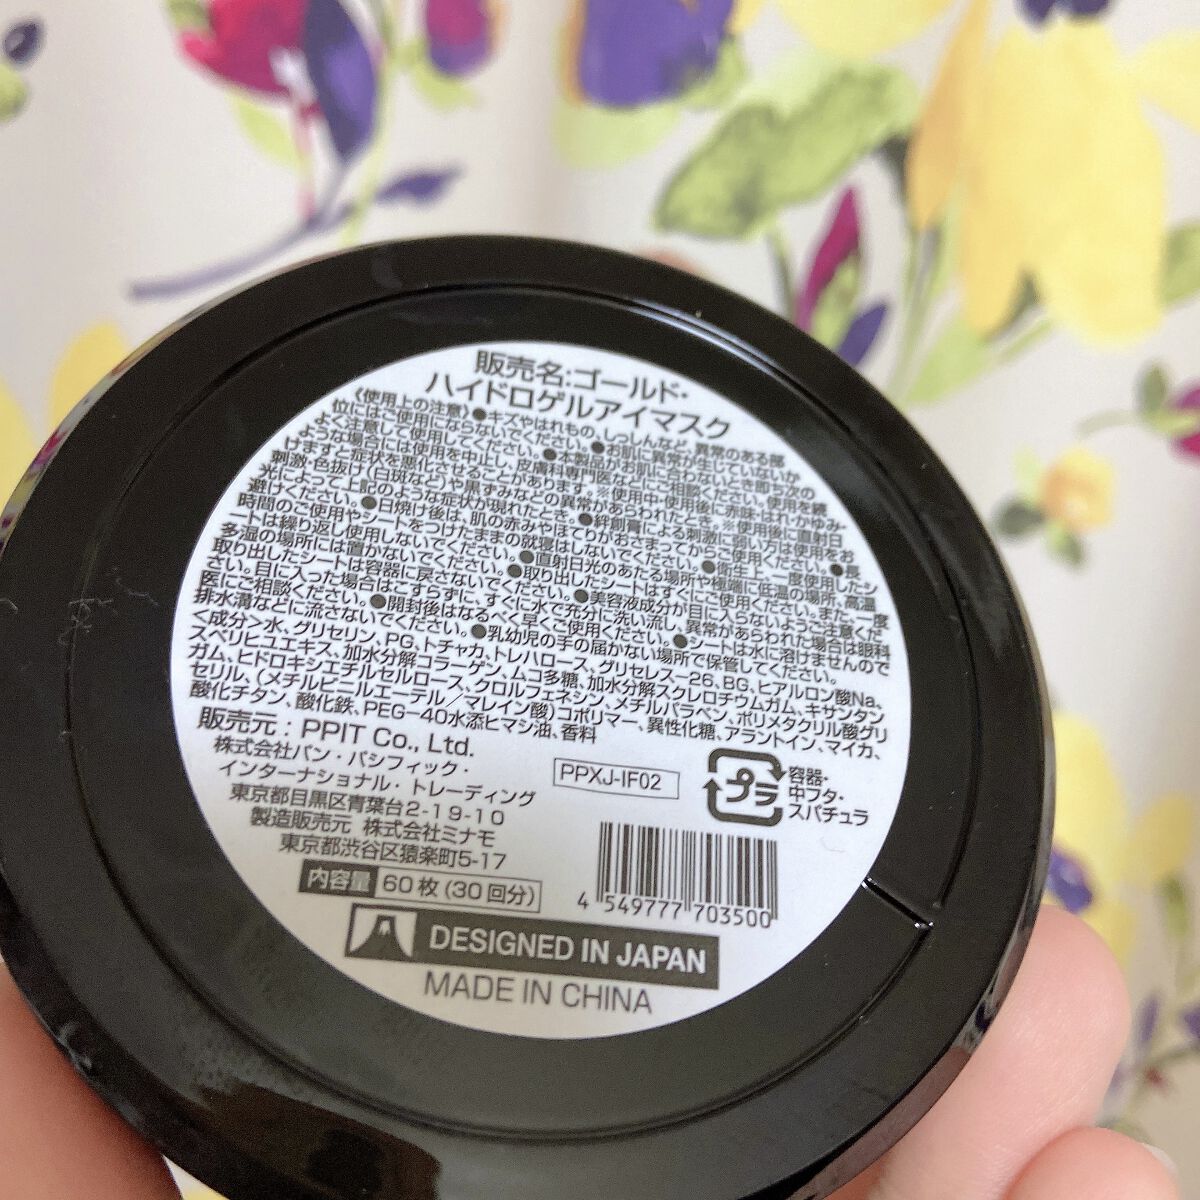 販売名:ゴールド・
ハイドロゲルアイマスク
《使用上の注意》●キズやはれもの、しっしんなど、異常のある部
位にはご使用にならないでください。●お肌に異常が生じていないか
よく注意して使用してください。●本製品がお肌に合わないとき即ち次の
ような場合には使用を中止し、皮膚科専門医などにご相談ください。使用を続
けますと症状を悪化させることがあります。※使用中・使用後に赤味・はれ・かゆみ・
刺激・色抜け(白斑など)や黒ずみなどの異常があらわれたとき。※使用後に直射日
光によって上記のような症状が現れたとき。●絆創膏による刺激に弱い方は使用をお
避けください。●日焼け後は、肌の赤みやほてりがおさまってからご使用ください。●長
時間のご使用やシートをつけたままの就寝はしないでください。●衛生上、一度使用したシ
ートは繰り返し使用しないでください。●直射日光のあたる場所や極端に低温の場所、高温
多湿の場所には置かないでください。●取り出したシートはすぐにご使用ください。また、一度
取り出したシートは容器に戻さないでください。●美容液成分が目に入らないようご注意くだ
さい。目に入った場合はこすらずに、すぐに水で充分に洗い流し、異常があらわれた場合は眼科
医にご相談ください。●開封後はなるべく早くご使用ください。●シートは水に溶けませんので
排水溝などに流さないでください。●乳幼児の手の届かない場所で保管してください。
<成分>水、グリセリン、PG、トチャカ、トレハロース、グリセレス-26、BG、ヒアルロン酸Na、
スベリヒユエキス、加水分解コラーゲン、ムコ多糖、加水分解スクレロチウムガム、キサンタン
ガム、ヒドロキシエチルセルロース、クロルフェネシン、メチルパラベン、ポリメタクリル酸グリ
セリル、(メチルビニルエーテル/マレイン酸)コポリマー、異性化糖、アラントイン、マイカ、
酸化チタン、酸化鉄、PEG-40水添ヒマシ油、香料
販売元:PPIT Co., Ltd.
株式会社パン・パシフィック・
インターナショナル・トレーディング
東京都目黒区青葉台2-19-10
製造販売元 株式会社ミナモ
東京都渋谷区猿楽町5-17
PPXJ-IF02
プラ
容器・
中フタ・
スパチュラ
内容量 60枚(30回分)
4 549777 703500
DESIGNED IN JAPAN
MADE IN CHINA